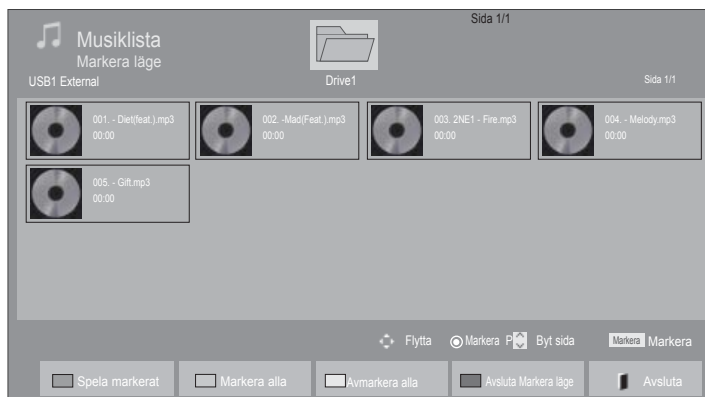 Sida 1/1
Musiklista
Markera läge
USB1 External
Drive1
Sida 1/1
001. - Diet(feat.).mp3
00:00
002. -Mad(Feat.).mp3
00:00
003. 2NE1 - Fire.mp3
00:00
004. - Melody.mp3
00:00
005. - Gift.mp3
00:00
Flytta
Markera
P
Byt sida
Markera
Markera
Spela markerat
Markera alla
Avmarkera alla
Avsluta Markera läge
Avsluta